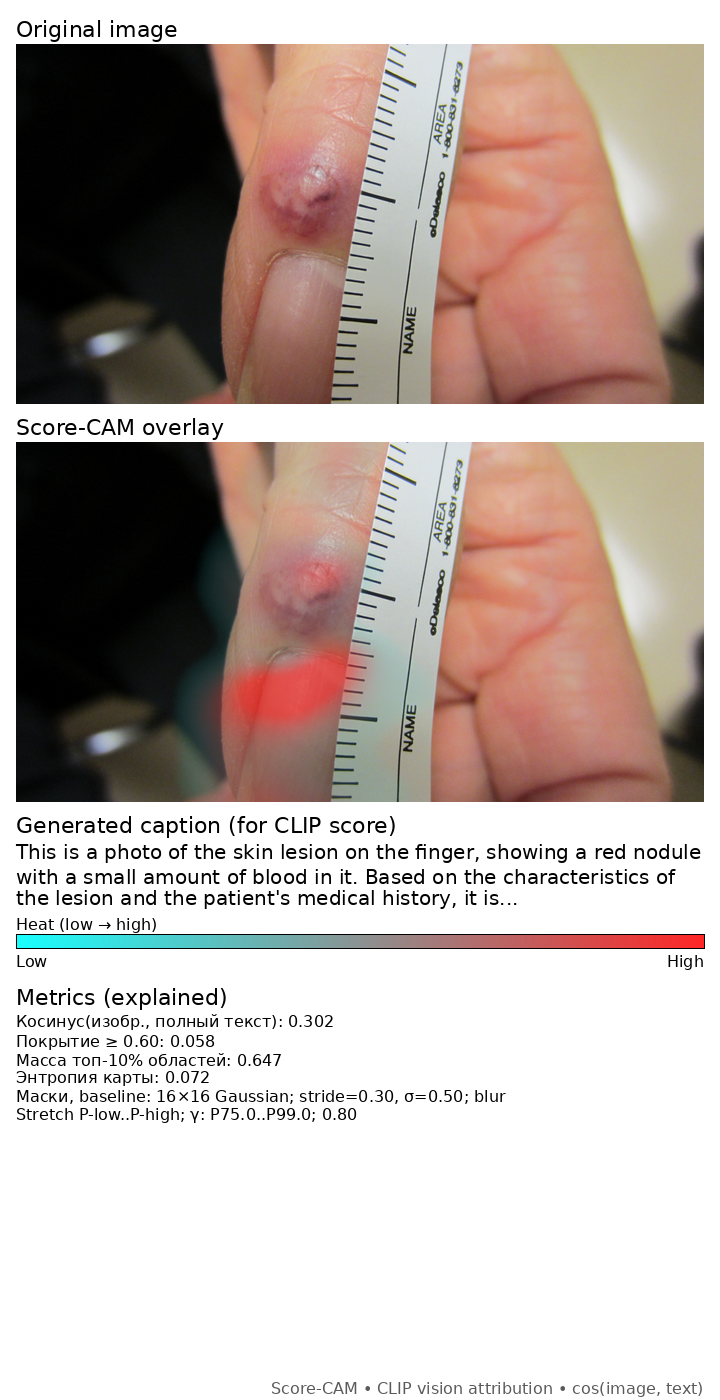 Original image
AREA
1-800-831-6273
eDelasco
NAME
Score-CAM overlay
AREA
1-800-831-6273
eDelasco
NAME
Generated caption (for CLIP score)
This is a photo of the skin lesion on the finger, showing a red nodule
with a small amount of blood in it. Based on the characteristics of
the lesion and the patient's medical history, it is...
Heat (low → high)
Low High
Metrics (explained)
Косинус(изобр., полный текст): 0.302
Покрытие ≥ 0.60: 0.058
Масса топ-10% областей: 0.647
Энтропия карты: 0.072
Маски, baseline: 16×16 Gaussian; stride=0.30, σ=0.50; blur
Stretch P-low..P-high; γ: P75.0..P99.0; 0.80
Score-CAM • CLIP vision attribution • cos(image, text)